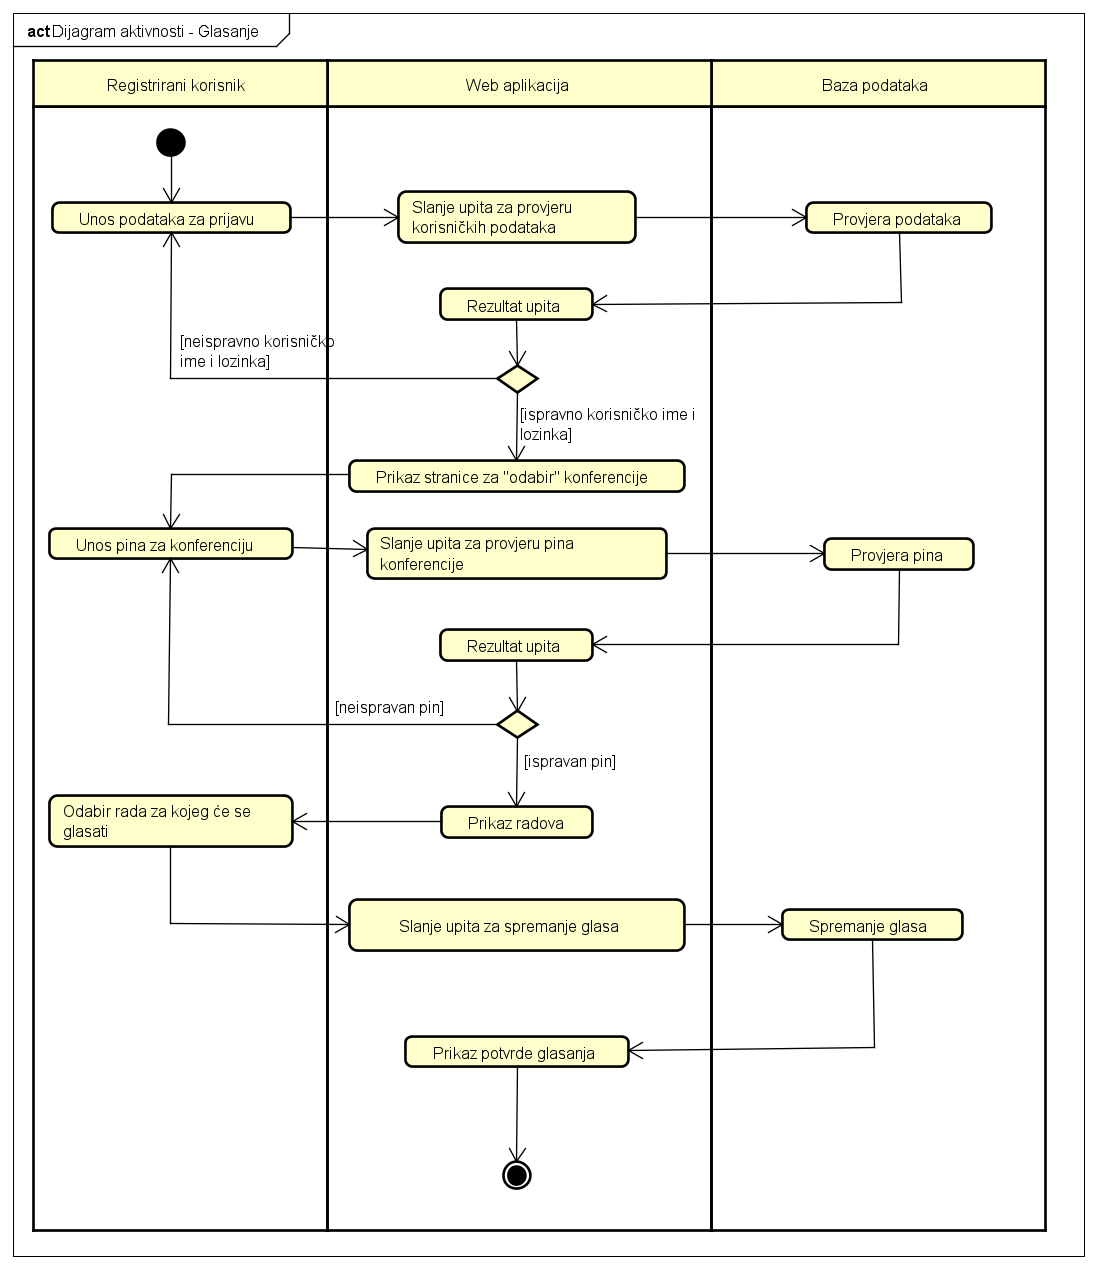 act Dijagram aktivnosti - Glasanje
Registrirani korisnik
Web aplikacija
Baza podataka
Unos podataka za prijavu
Slanje upita za provjeru
korisničkih podataka
Provjera podataka
Rezultat upita
[neispravno korisničko
ime i lozinka]
[ispravno korisničko ime i
lozinka]
Prikaz stranice za "odabir" konferencije
Unos pina za konferenciju
Slanje upita za provjeru pina
konferencije
Provjera pina
Rezultat upita
[neispravan pin]
[ispravan pin]
Odabir rada za kojeg će se
glasati
Prikaz radova
Slanje upita za spremanje glasa
Spremanje glasa
Prikaz potvrde glasanja